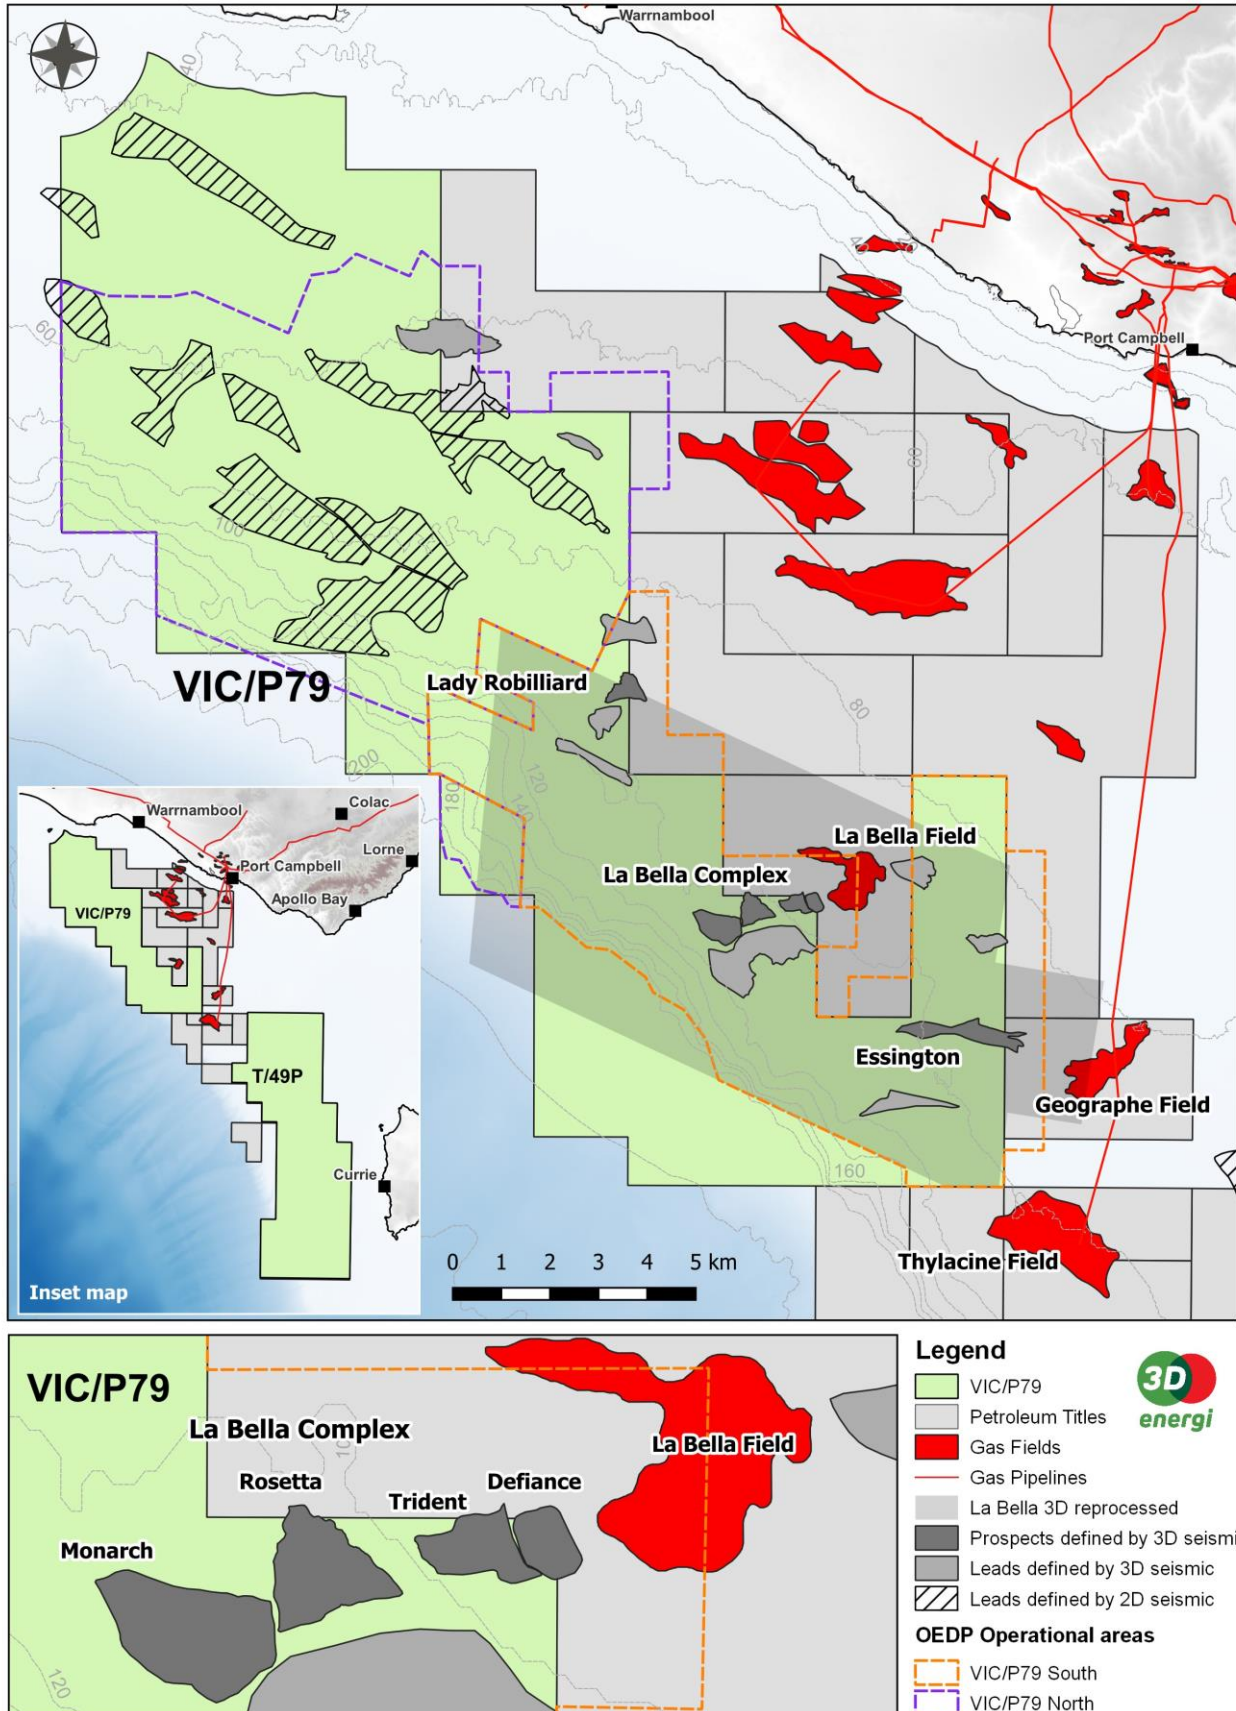 Warrnambool
40
40
20
Port Campbell
60
60
100
80
VIC/P79
Lady Robilliard
200
180
140
120
La Bella Field
La Bella Complex
Essington
Geographe Field
160
Thylacine Field
0 1 2 3 4 5 km
Warrnambool
Colac
Port Campbell
Lorne
Apollo Bay
VIC/P79
T/49P
Currie
Inset map
VIC/P79
La Bella Complex
La Bella Field
Rosetta
Defiance
Trident
Monarch
120
Legend
3D
energi
VIC/P79
Petroleum Titles
Gas Fields
Gas Pipelines
La Bella 3D reprocessed
Prospects defined by 3D seismi
Leads defined by 3D seismic
Leads defined by 2D seismic
OEDP Operational areas
VIC/P79 South
VIC/P79 North